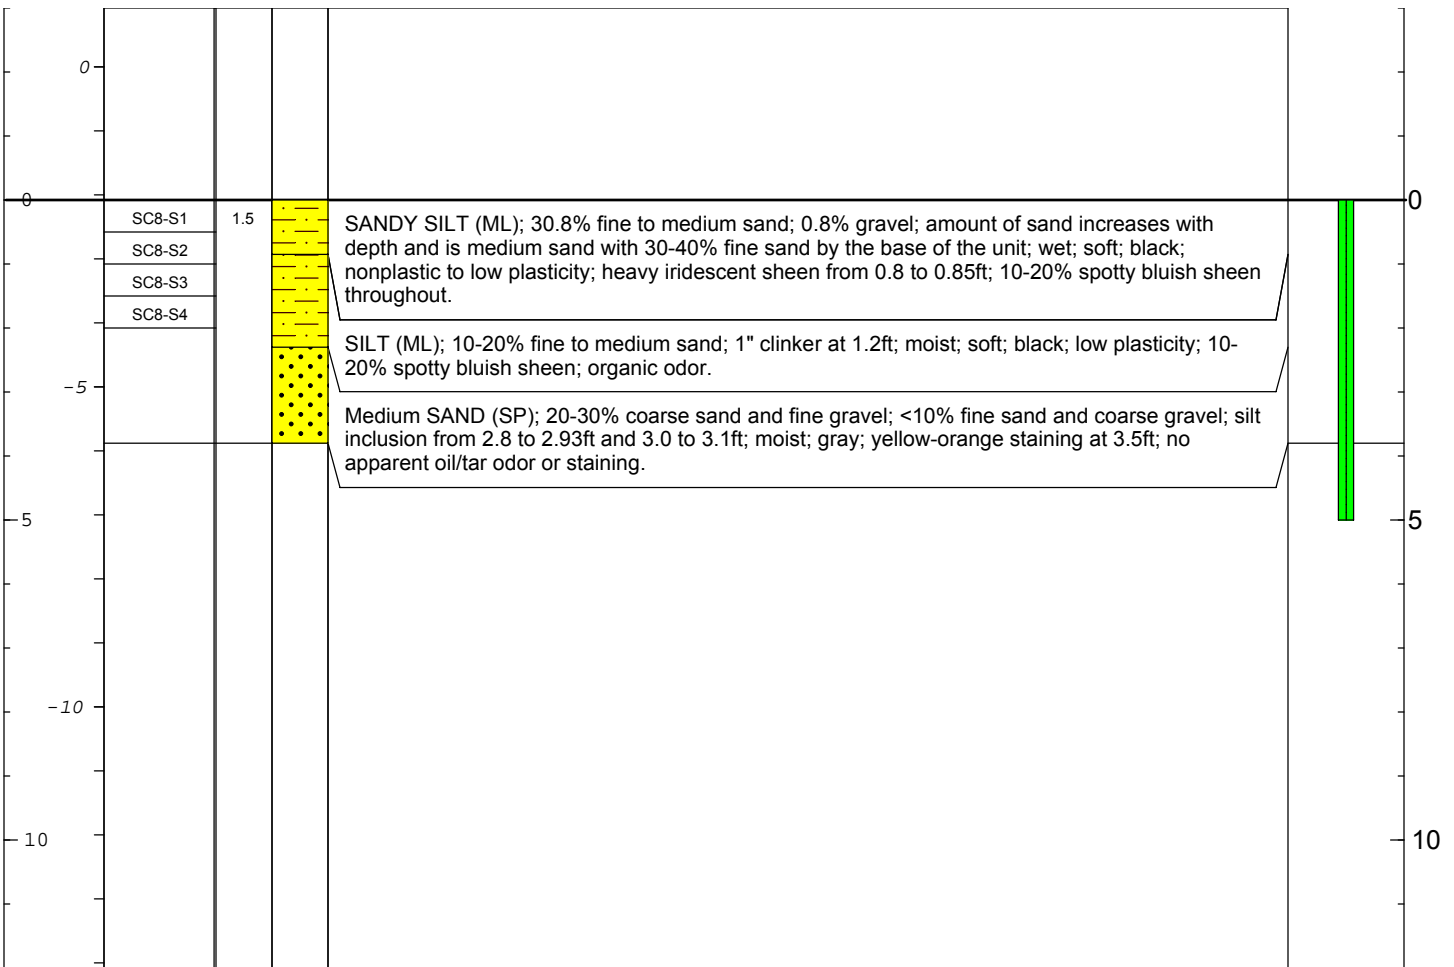 0
0
0
SC8-S1
1.5
SC8-S2
SC8-S3
SC8-S4
SANDY SILT (ML); 30.8% fine to medium sand; 0.8% gravel; amount of sand increases with
depth and is medium sand with 30-40% fine sand by the base of the unit; wet; soft; black;
nonplastic to low plasticity; heavy iridescent sheen from 0.8 to 0.85ft; 10-20% spotty bluish sheen
throughout.
SILT (ML); 10-20% fine to medium sand; 1" clinker at 1.2ft; moist; soft; black; low plasticity; 10-
20% spotty bluish sheen; organic odor.
-5
Medium SAND (SP); 20-30% coarse sand and fine gravel; <10% fine sand and coarse gravel; silt
inclusion from 2.8 to 2.93ft and 3.0 to 3.1ft; moist; gray; yellow-orange staining at 3.5ft; no
apparent oil/tar odor or staining.
5
5
-10
10
10